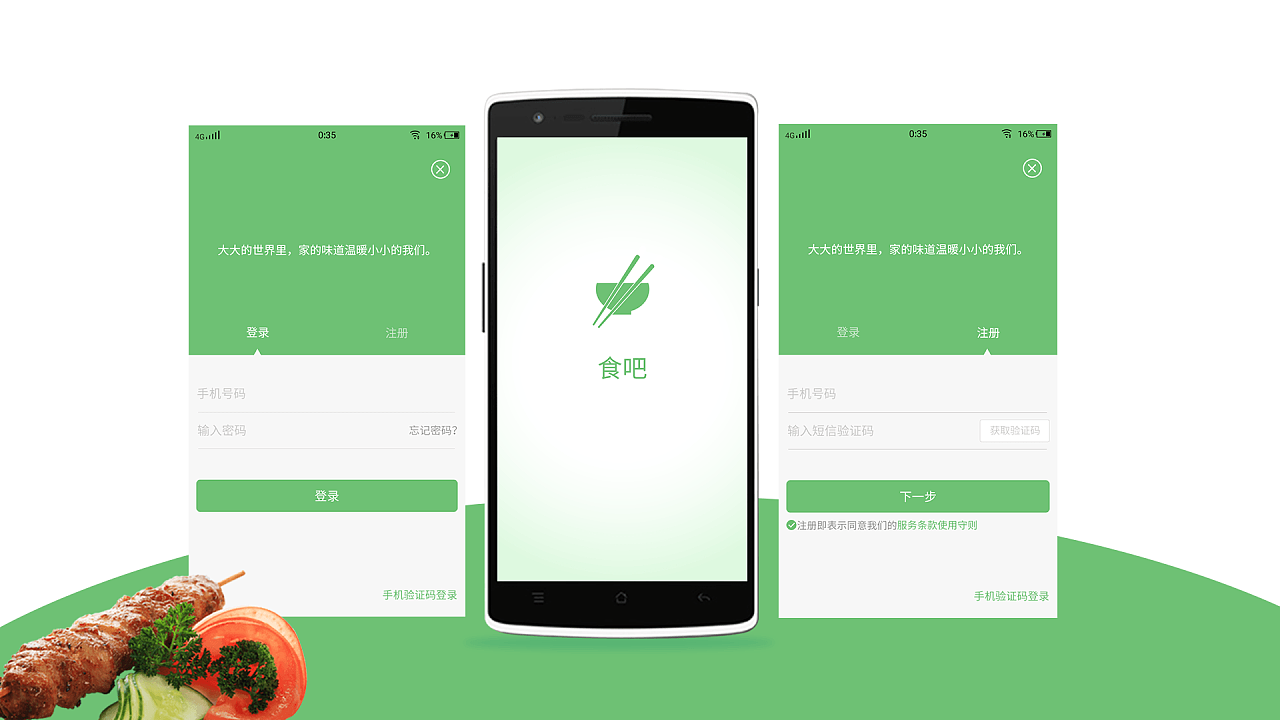 4G 0:35 16%
大大的世界里，家的味道温暖小小的我们。
登录 注册
手机号码
输入密码 忘记密码?
登录
手机验证码登录
食吧
4G 0:35 16%
大大的世界里，家的味道温暖小小的我们。
登录 注册
手机号码
输入短信验证码 获取验证码
下一步
注册即表示同意我们的服务条款使用守则
手机验证码登录